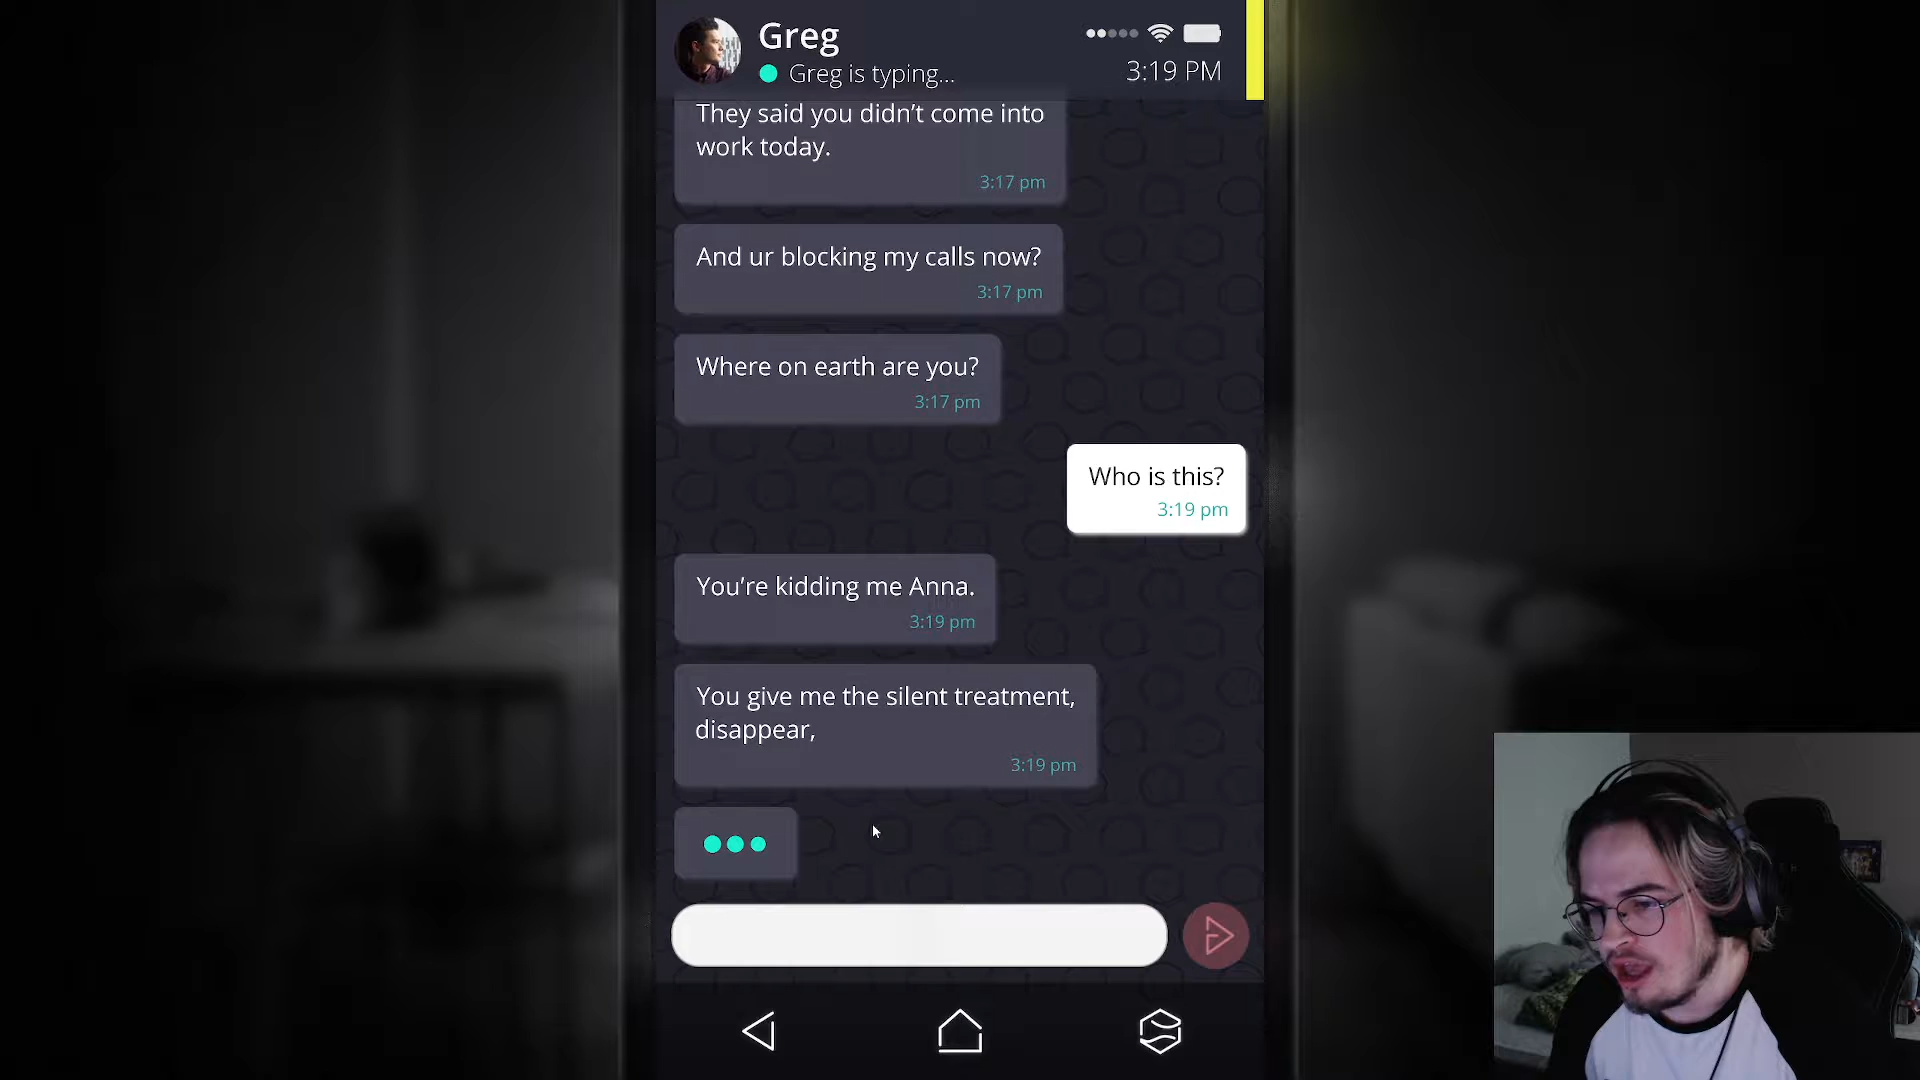 Greg
Greg is typing...
3:19 PM
They said you didn’t come into
work today.
3:17 pm
And ur blocking my calls now?
3:17 pm
Where on earth are you?
3:17 pm
Who is this?
3:19 pm
You’re kidding me Anna.
3:19 pm
You give me the silent treatment,
disappear,
3:19 pm